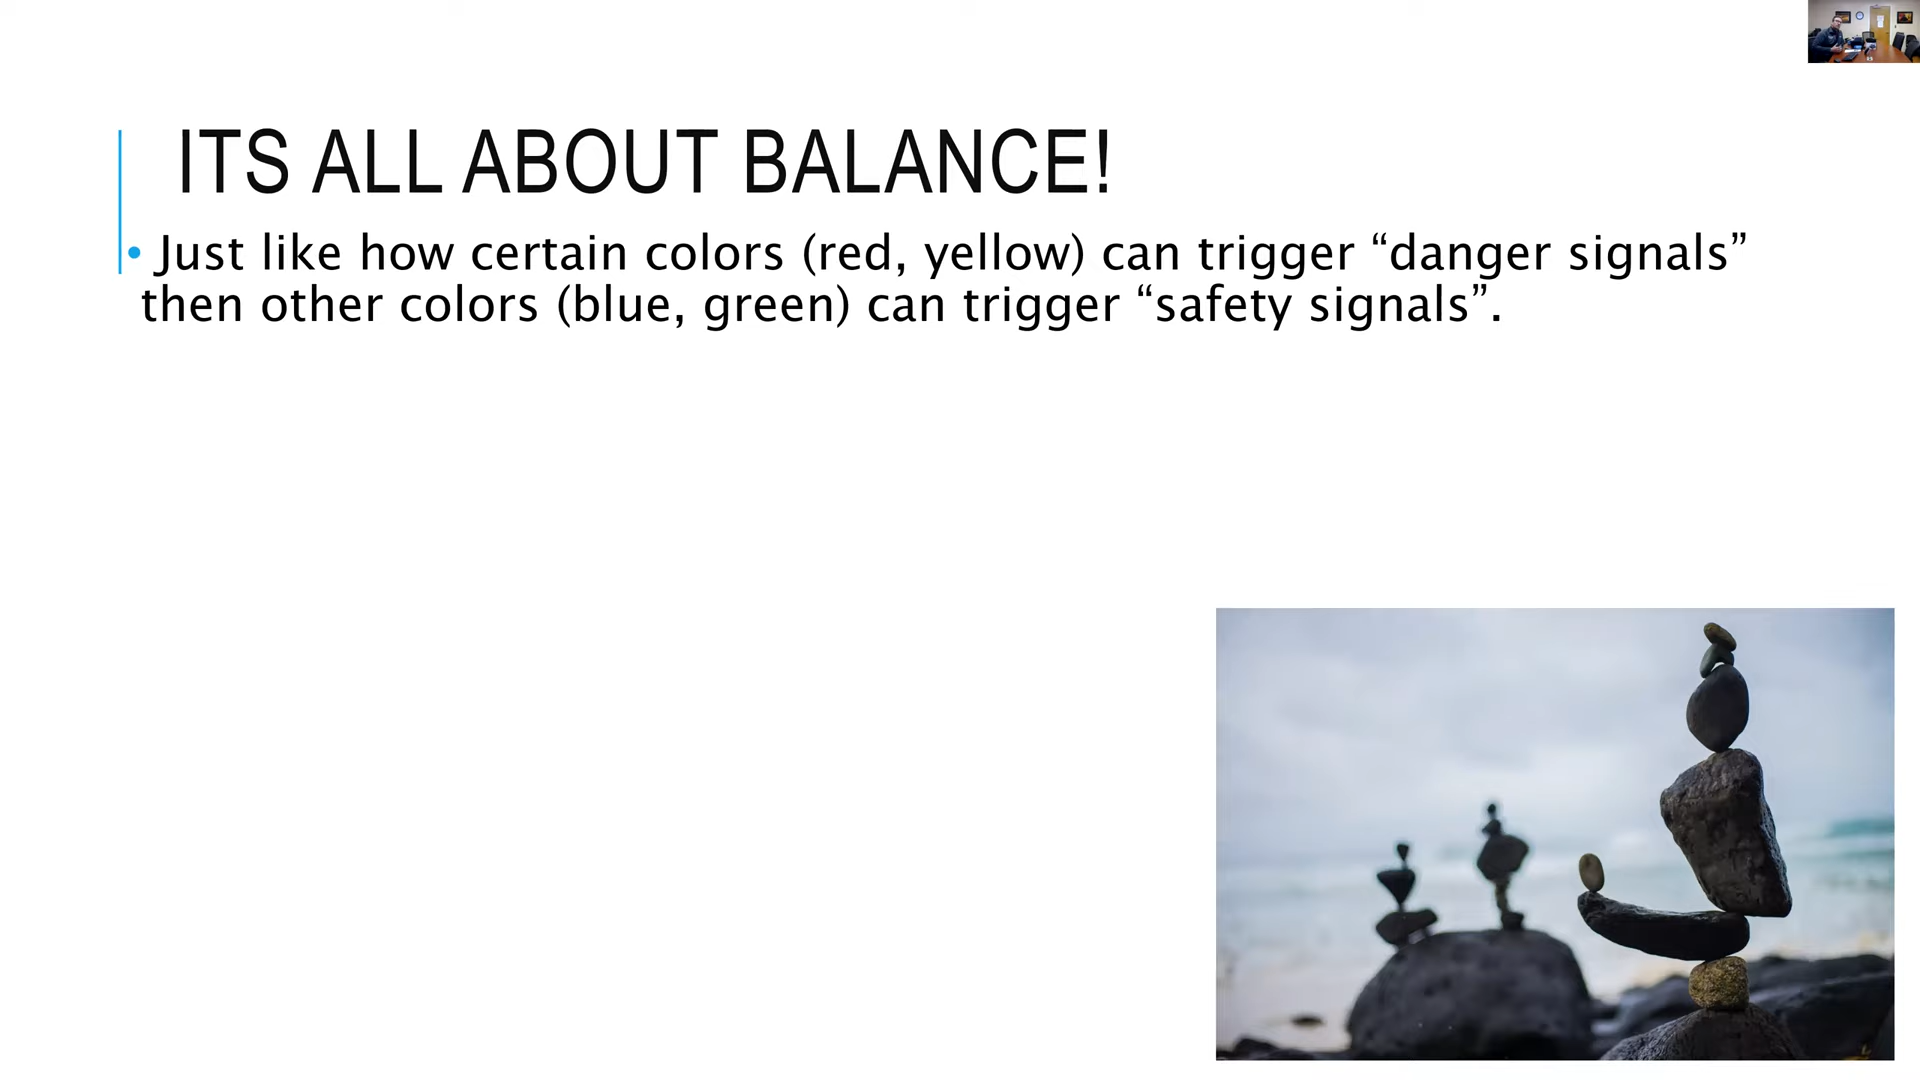 ITS ALL ABOUT BALANCE!
• Just like how certain colors (red, yellow) can trigger “danger signals”
then other colors (blue, green) can trigger “safety signals”.